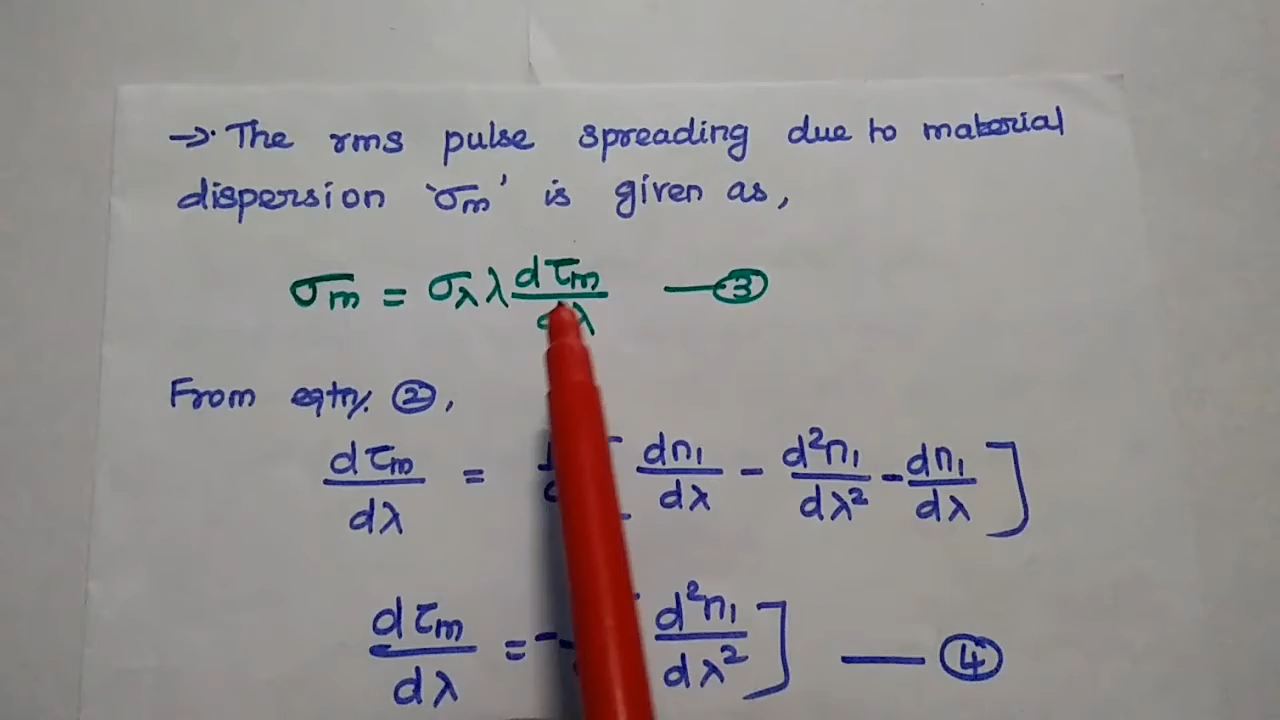 → The rms pulse spreading due to material
dispersion 'σm' is given as,
σm = σλ λ dτm/dλ — ③
From eqtn. ②,
dτm/dλ = [ dn₁/dλ - d²n₁/dλ² - dn₁/dλ ]
dτm/dλ = - [ d²n₁/dλ² ] — ④